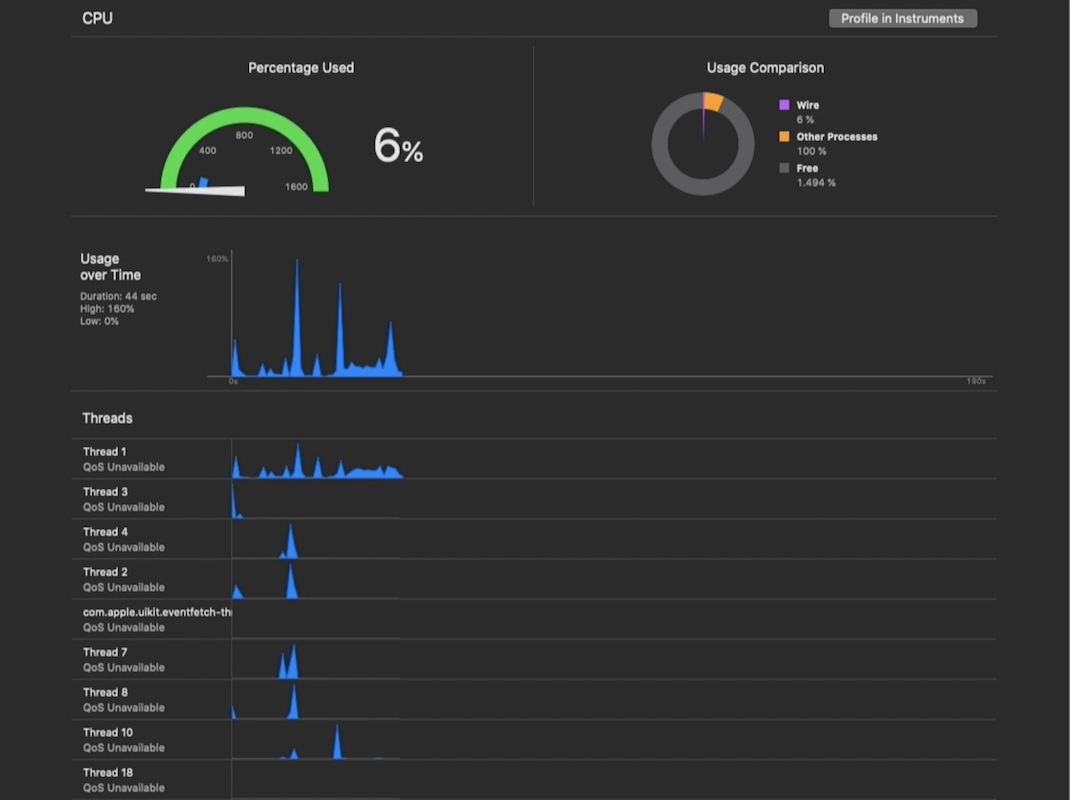 CPU
Profile in Instruments
Percentage Used
0
400
800
1200
1600
6%
Usage Comparison
Wire
6 %
Other Processes
100 %
Free
1.494 %
Usage
over Time
Duration: 44 sec
High: 160%
Low: 0%
160%
0s
190s
Threads
Thread 1
QoS Unavailable
Thread 3
QoS Unavailable
Thread 4
QoS Unavailable
Thread 2
QoS Unavailable
com.apple.uikit.eventfetch-th
QoS Unavailable
Thread 7
QoS Unavailable
Thread 8
QoS Unavailable
Thread 10
QoS Unavailable
Thread 18
QoS Unavailable